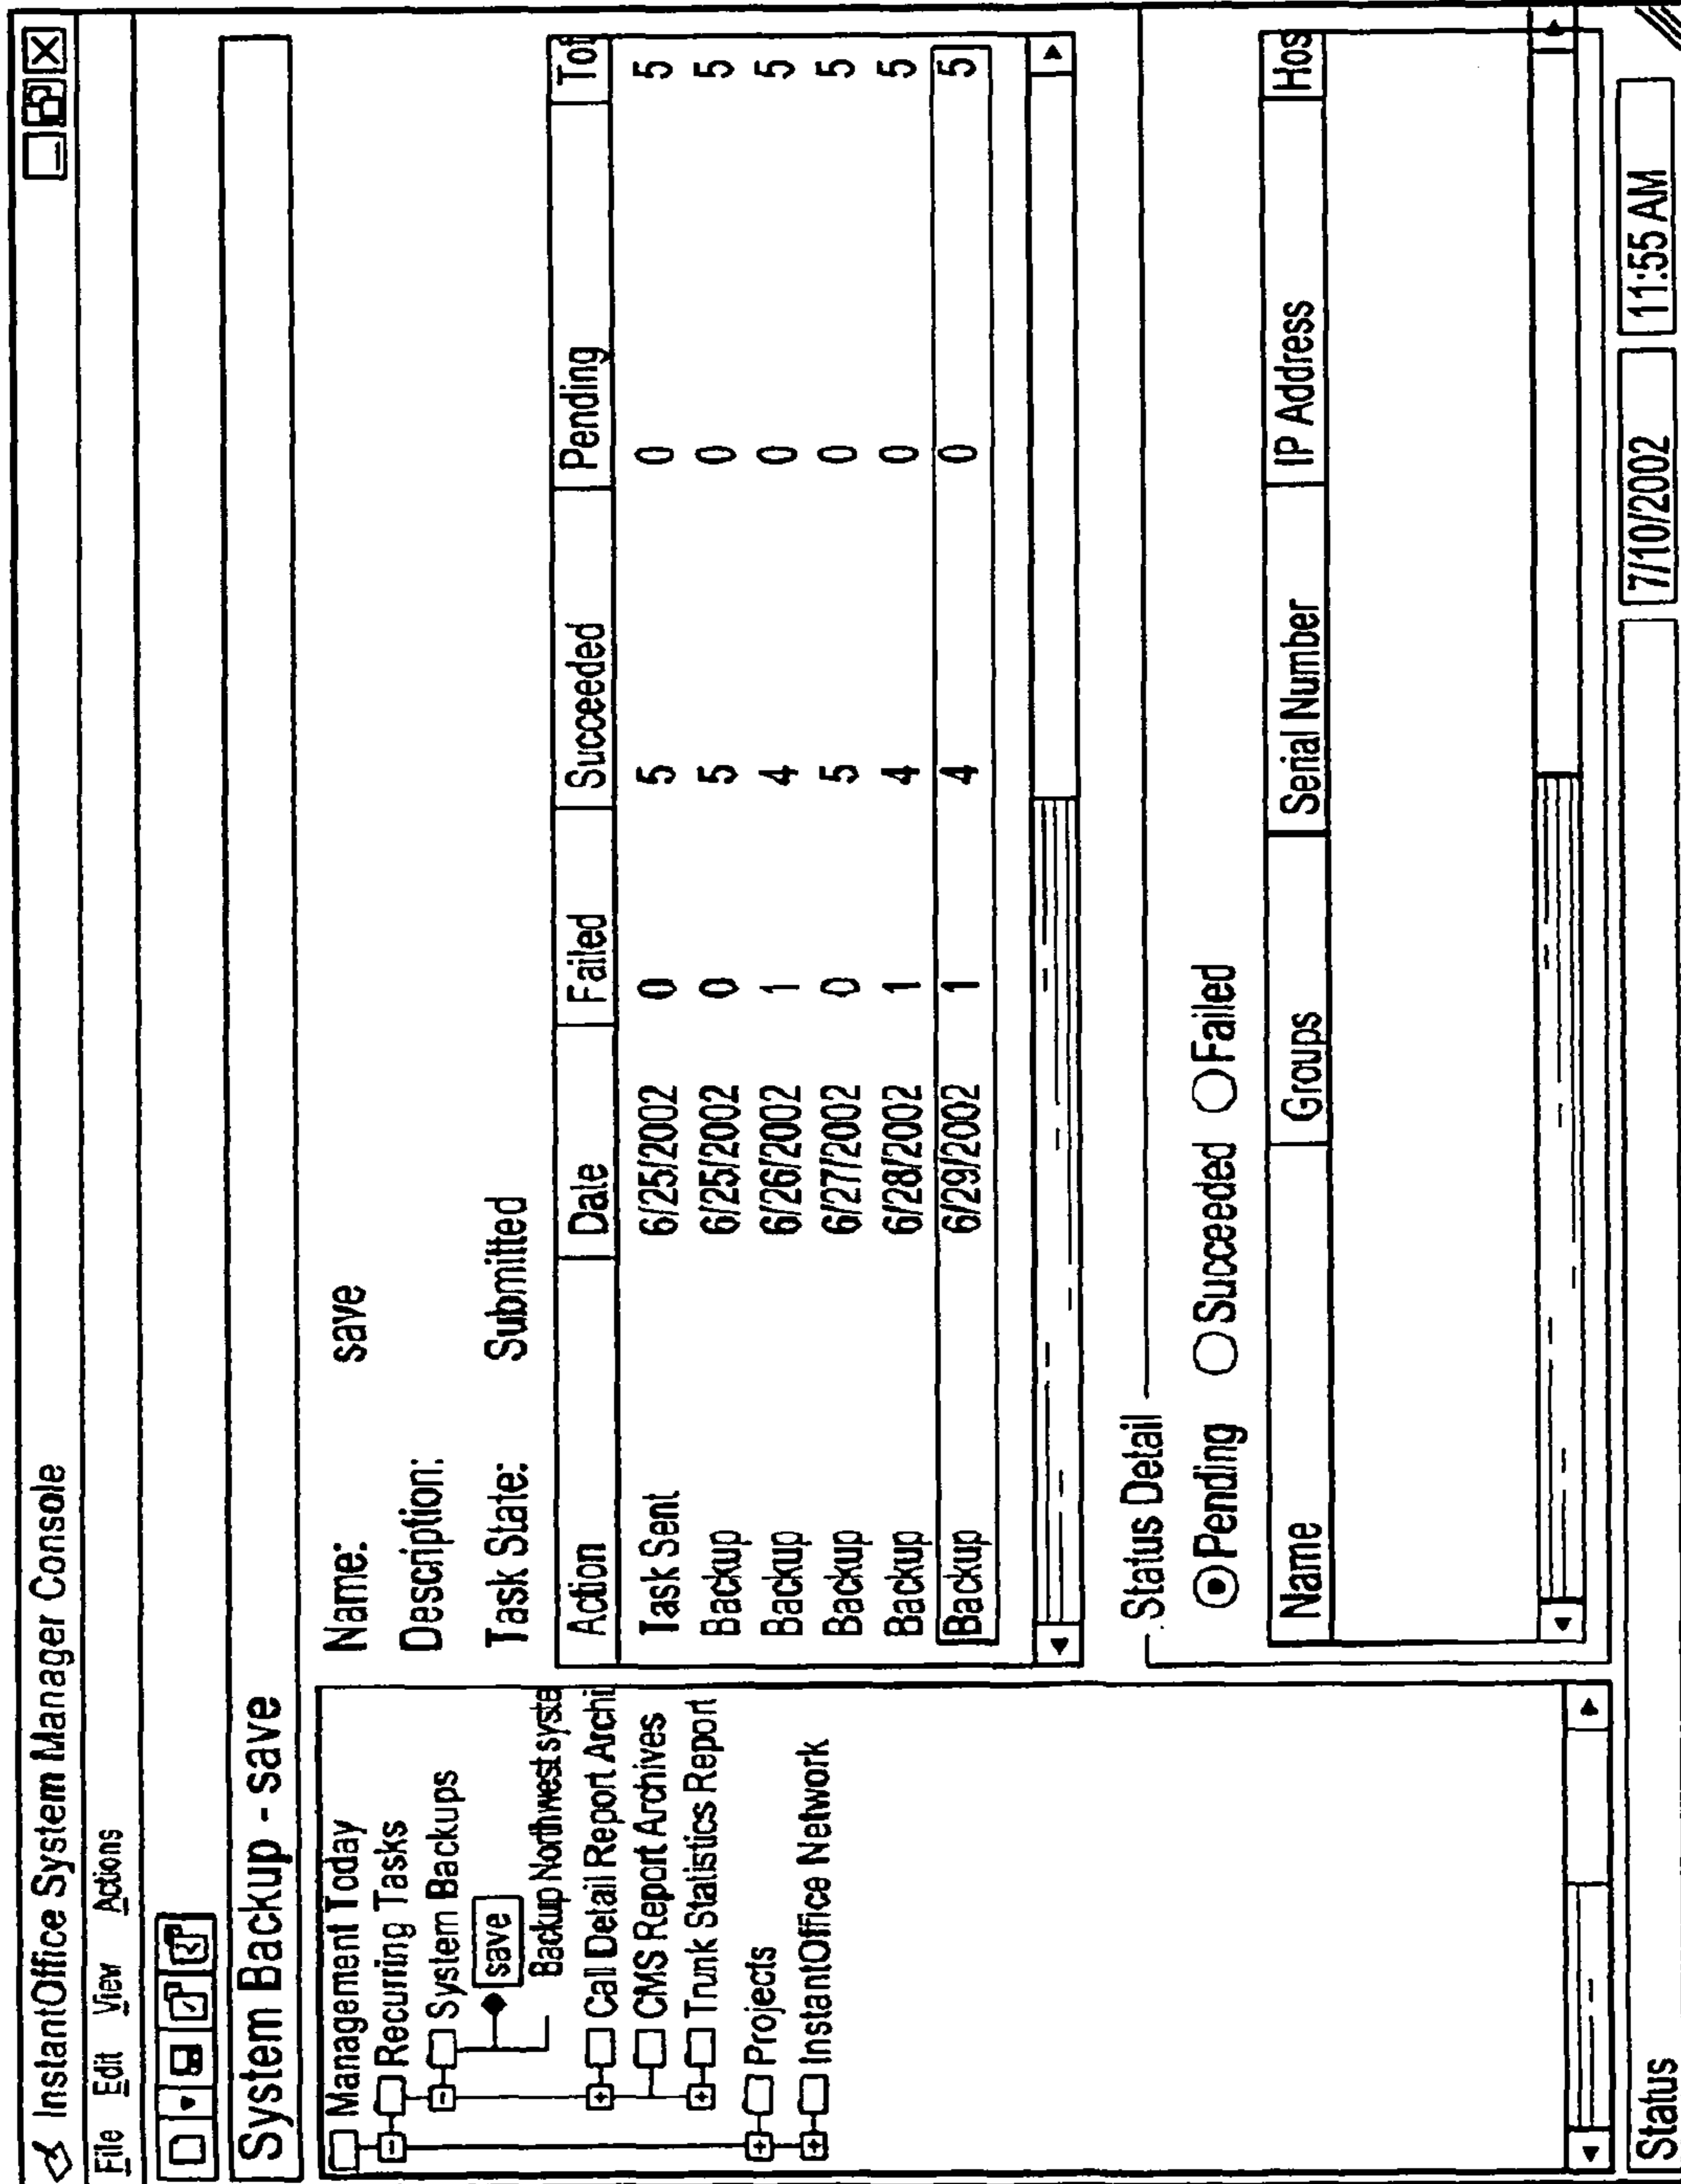 InstantOffice System Manager Console
File Edit View Actions
System Backup - save
Management Today
Recurring Tasks
System Backups
save
Backup Northwest syste
Call Detail Report Archi
CMS Report Archives
Trunk Statistics Report
Projects
InstantOffice Network
Name: save
Description:
Task State: Submitted
Action Date Failed Succeeded Pending Tot
Task Sent 6/25/2002 0 5 0 5
Backup 6/25/2002 0 5 0 5
Backup 6/26/2002 1 4 0 5
Backup 6/27/2002 0 5 0 5
Backup 6/28/2002 1 4 0 5
Backup 6/29/2002 1 4 0 5
Status Detail
Pending Succeeded Failed
Name Groups Serial Number IP Address Hos
Status 7/10/2002 11:55 AM